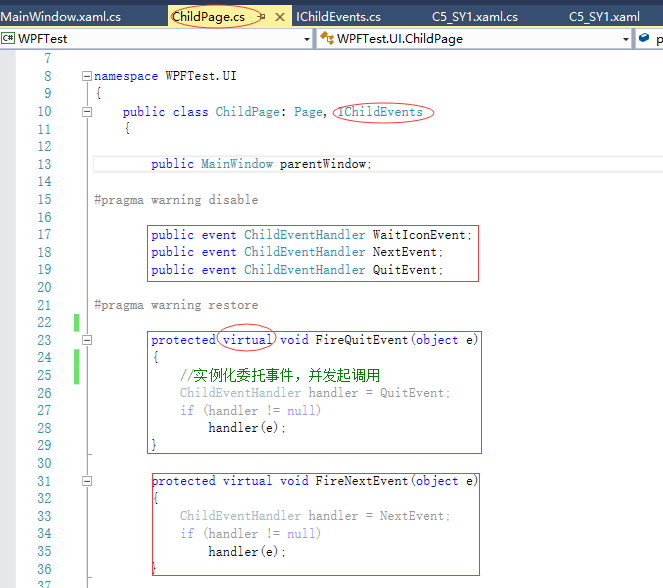 MainWindow.xaml.cs ChildPage.cs IChildEvents.cs C5_SY1.xaml.cs C5_SY1.xaml
C# WPFTest WPFTest.UI.ChildPage
7
8 namespace WPFTest.UI
9 {
10 public class ChildPage: Page, IChildEvents
11 {
12
13 public MainWindow parentWindow;
14
15 #pragma warning disable
16
17 public event ChildEventHandler WaitIconEvent;
18 public event ChildEventHandler NextEvent;
19 public event ChildEventHandler QuitEvent;
20
21 #pragma warning restore
22
23 protected virtual void FireQuitEvent(object e)
24 {
25 //实例化委托事件，并发起调用
26 ChildEventHandler handler = QuitEvent;
27 if (handler != null)
28 handler(e);
29 }
30
31 protected virtual void FireNextEvent(object e)
32 {
33 ChildEventHandler handler = NextEvent;
34 if (handler != null)
35 handler(e);
36 }
37